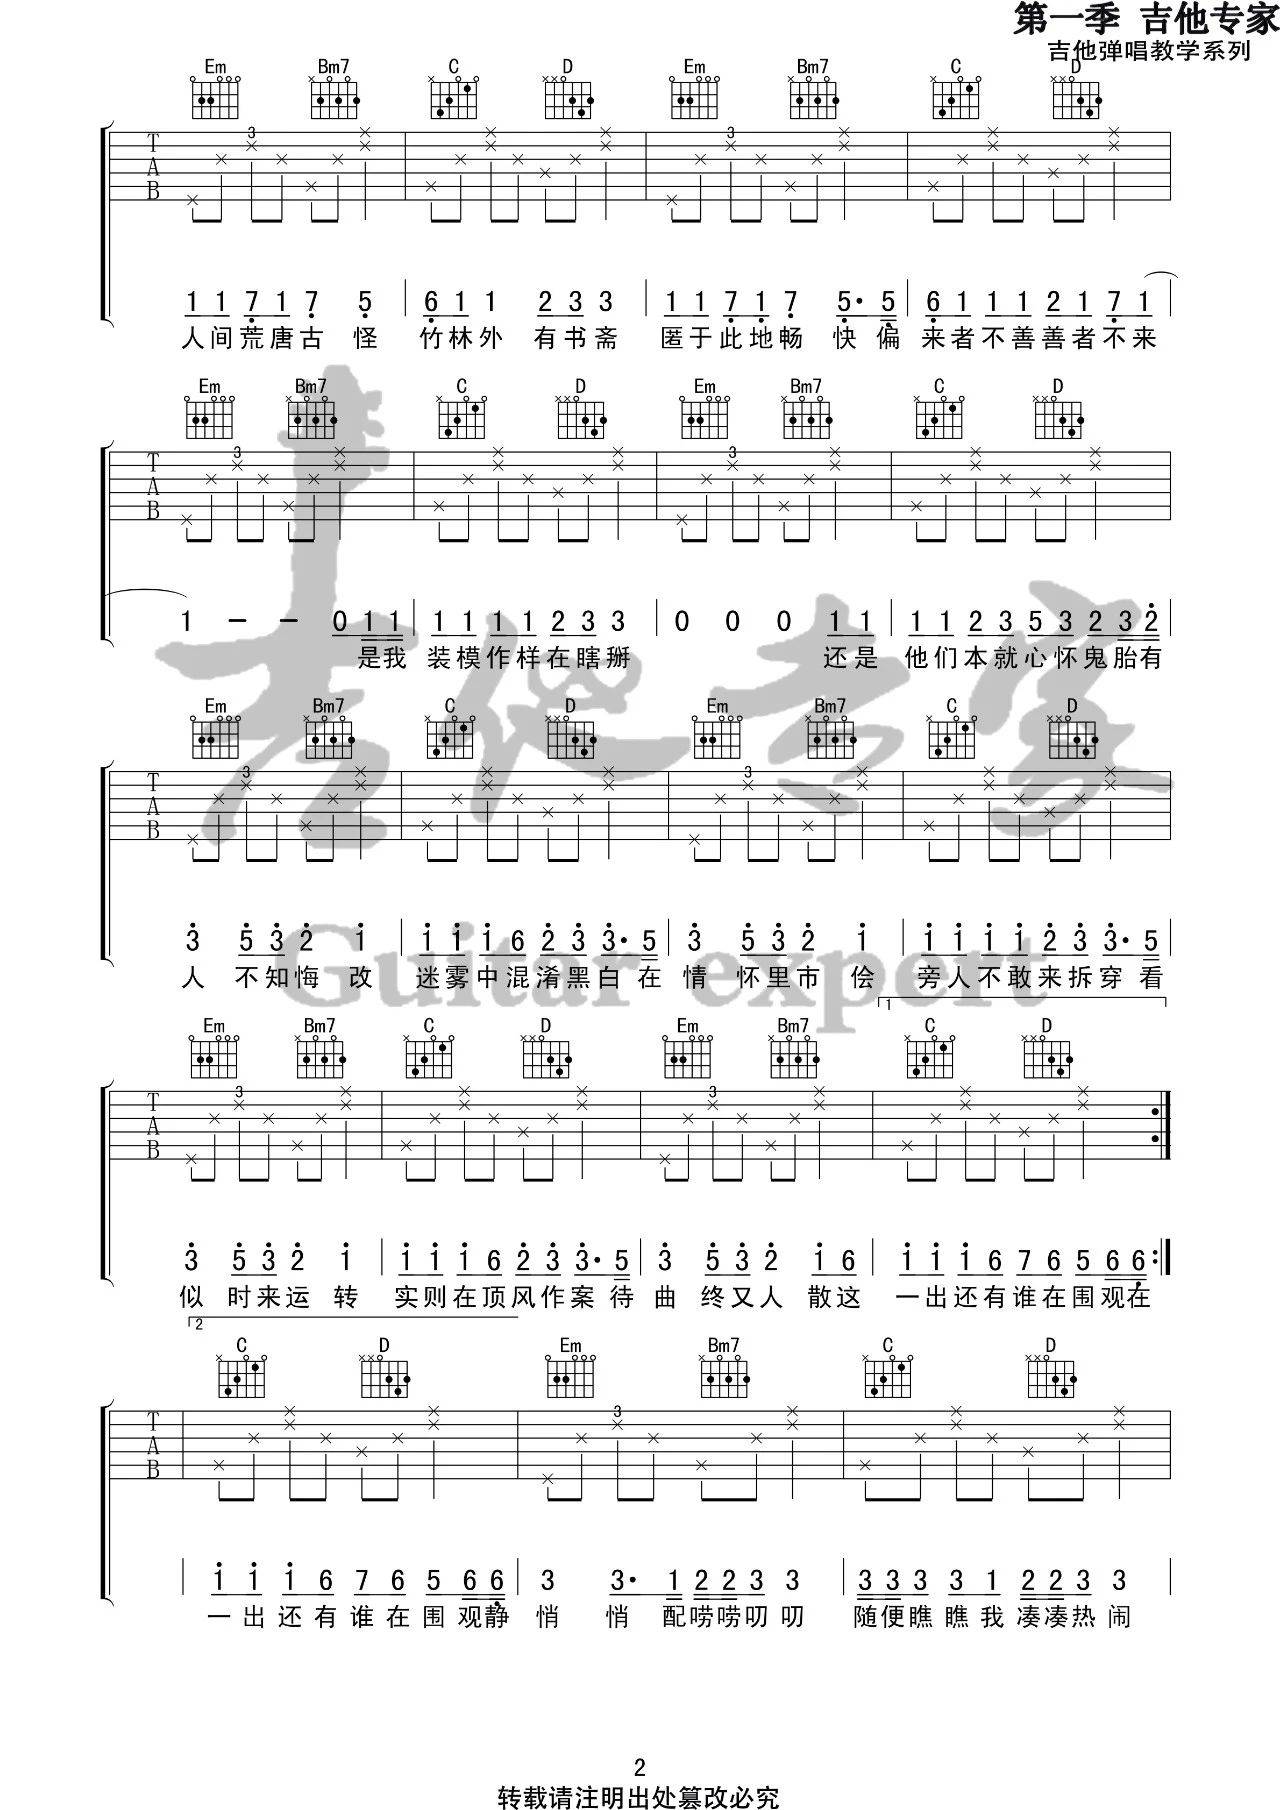 第一季 吉他专家
吉他弹唱教学系列
Em Bm7 C D Em Bm7 C D
3 3
T
A
B
1 1 7 1 7 5 6 1 1 2 3 3 1 1 7 1 7 5· 5 6 1 1 1 2 1 7 1
人间荒唐古 怪 竹林外 有书斋 匿于此地畅 快 偏 来者不善善者不来
Em Bm7 C D Em Bm7 C D
3 3
T
A
B
1 － － 0 1 1 1 1 1 1 2 3 3 0 0 0 1 1 1 1 2 3 5 3 2 3 2
是我 装模作样在瞎掰 还是 他们本就心怀鬼胎有
Em Bm7 C D Em Bm7 C D
3 3
T
A
B
3 5 3 2 1 1 1 1 6 2 3 3· 5 3 5 3 2 1 1 1 1 1 2 3 3· 5
人 不知悔 改 迷雾中混淆黑白在 情 怀里市 侩 旁人不敢来拆穿看
吉他专家
Guitar expert
1
Em Bm7 C D Em Bm7 C D
3 3
T
A
B
3 5 3 2 1 1 1 1 6 2 3 3· 5 3 5 3 2 1 6 1 1 1 6 7 6 5 6 6 :
似 时来运 转 实则在顶风作案 待 曲 终又人 散这 一出还有谁在围观在
2
C D Em Bm7 C D
3
T
A
B
1 1 1 6 7 6 5 6 6 3 3· 1 2 2 3 3 3 3 3 3 1 2 2 3 3
一出还有谁在围观静 悄 悄 配唠唠叨叨 随便瞧瞧我凑凑热闹
2
转载请注明出处篡改必究